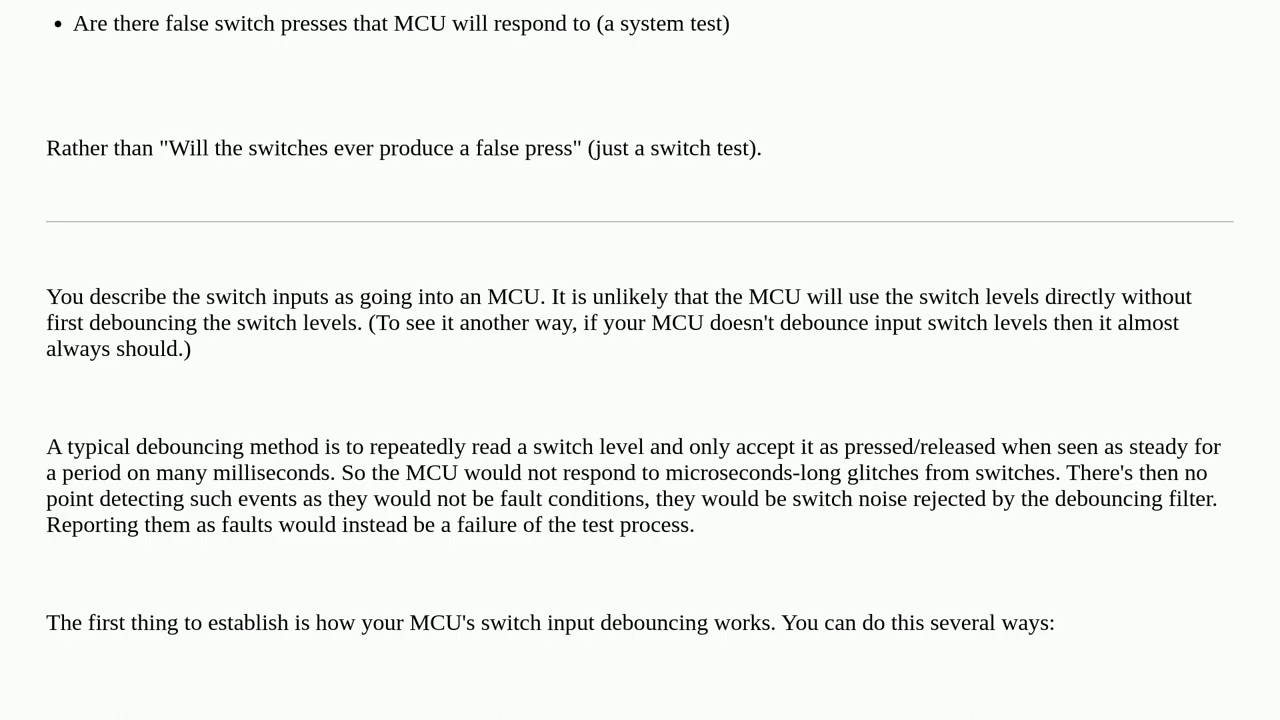 • Are there false switch presses that MCU will respond to (a system test)
Rather than "Will the switches ever produce a false press" (just a switch test).
You describe the switch inputs as going into an MCU. It is unlikely that the MCU will use the switch levels directly without
first debouncing the switch levels. (To see it another way, if your MCU doesn't debounce input switch levels then it almost
always should.)
A typical debouncing method is to repeatedly read a switch level and only accept it as pressed/released when seen as steady for
a period on many milliseconds. So the MCU would not respond to microseconds-long glitches from switches. There's then no
point detecting such events as they would not be fault conditions, they would be switch noise rejected by the debouncing filter.
Reporting them as faults would instead be a failure of the test process.
The first thing to establish is how your MCU's switch input debouncing works. You can do this several ways: